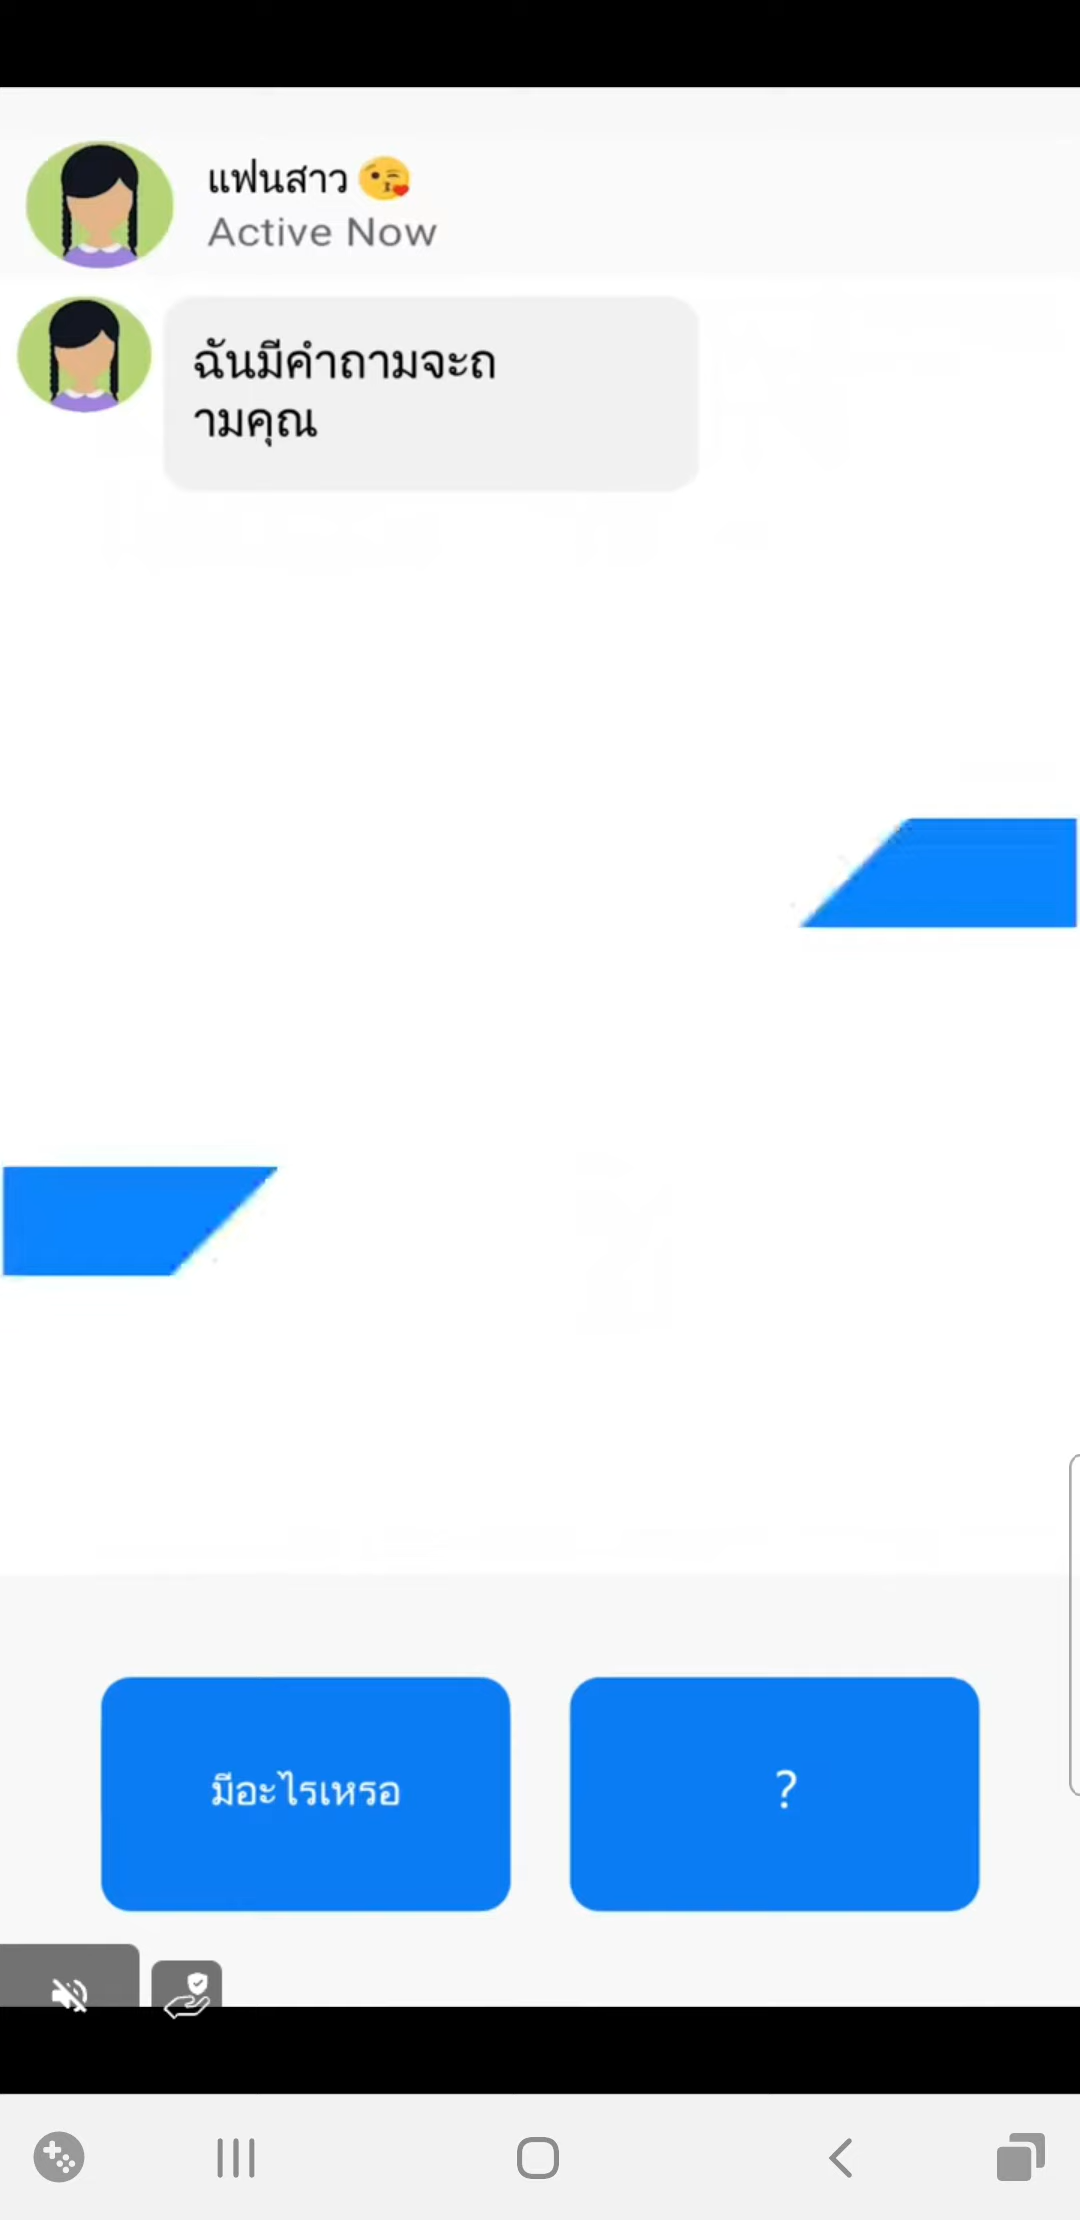 แฟนสาว 😘
Active Now
ฉันมีคำถามจะถ
ามคุณ
มีอะไรเหรอ
?